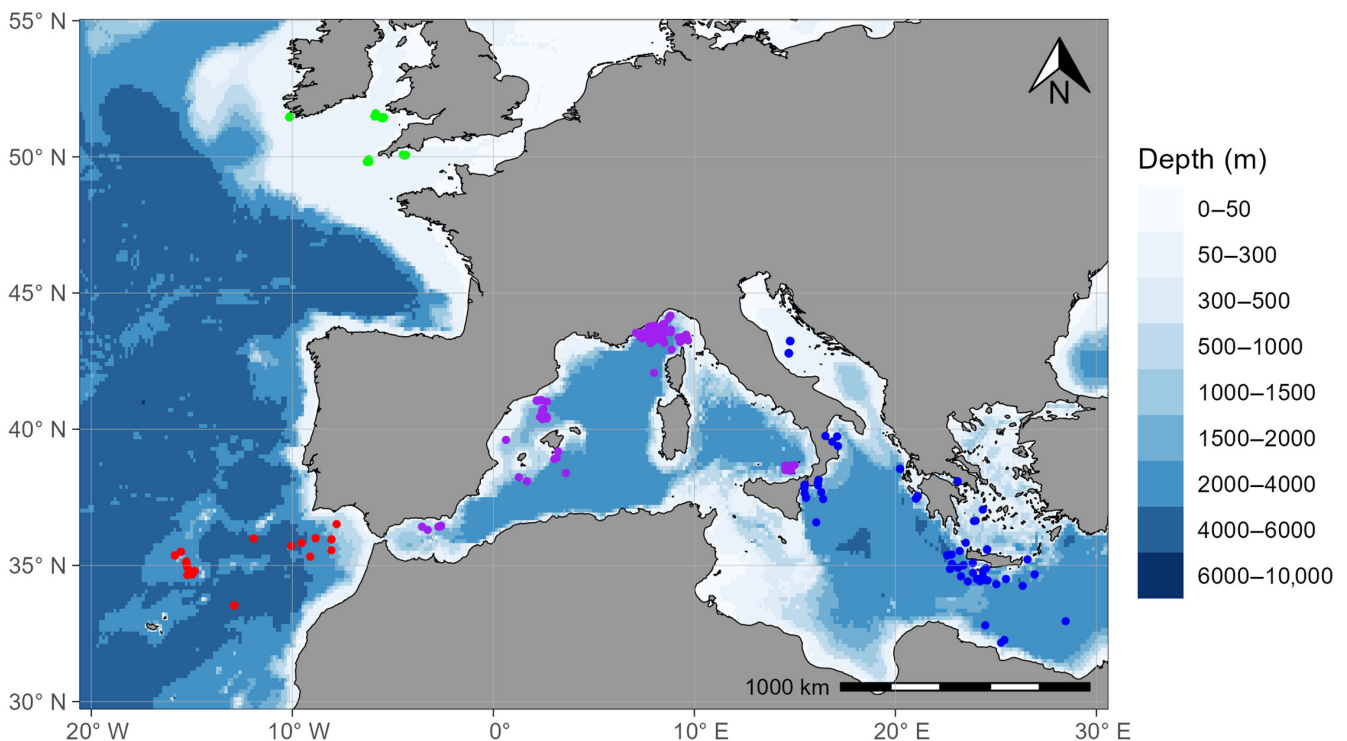 55° N
50° N
45° N
40° N
35° N
30° N
20° W
10° W
0°
10° E
20° E
30° E
N
1000 km
Depth (m)
0–50
50–300
300–500
500–1000
1000–1500
1500–2000
2000–4000
4000–6000
6000–10,000